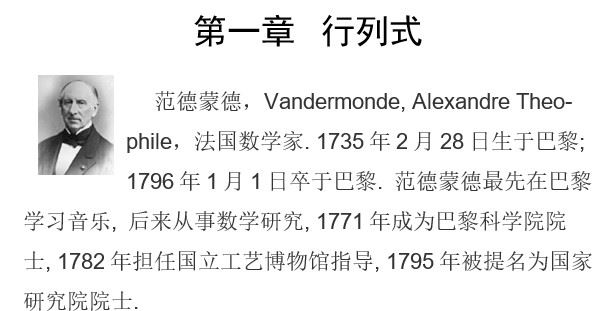 第一章 行列式
范德蒙德，Vandermonde, Alexandre Theo-
phile，法国数学家. 1735 年 2 月 28 日生于巴黎;
1796 年 1 月 1 日卒于巴黎. 范德蒙德最先在巴黎
学习音乐, 后来从事数学研究, 1771 年成为巴黎科学院院
士, 1782 年担任国立工艺博物馆指导, 1795 年被提名为国家
研究院院士.